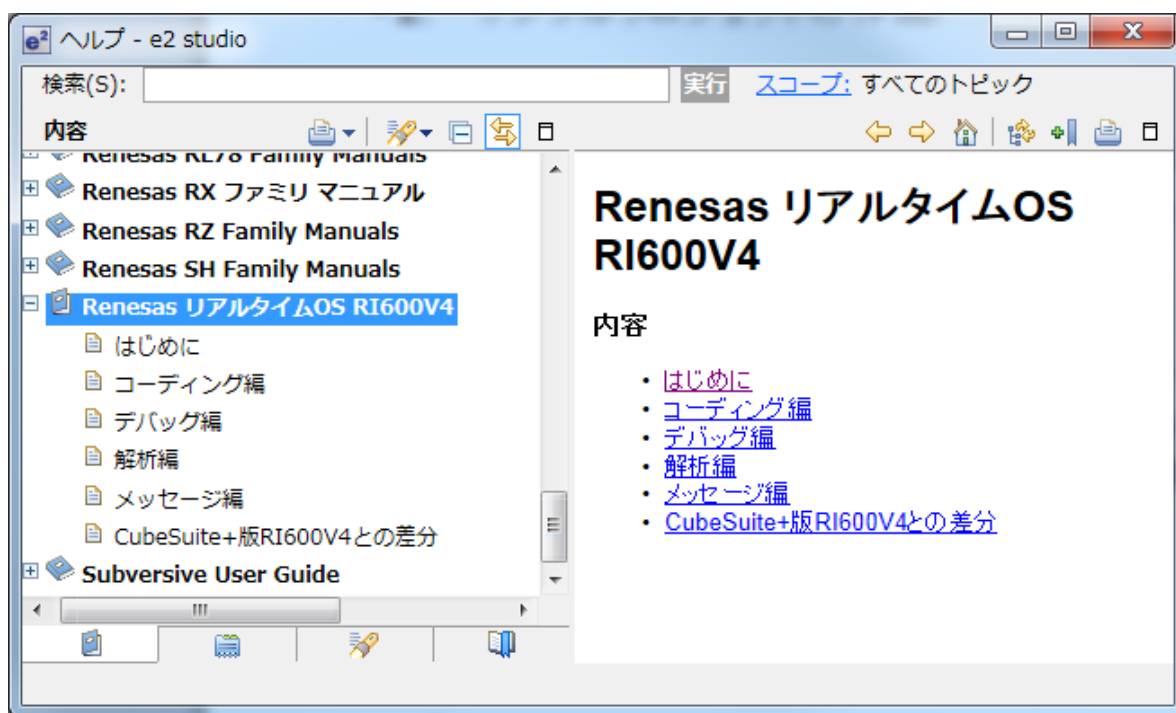 e² ヘルプ - e2 studio
検索(S): 実行 スコープ: すべてのトピック
内容
Renesas RL78 Family Manuals
Renesas RX ファミリ マニュアル
Renesas RZ Family Manuals
Renesas SH Family Manuals
Renesas リアルタイムOS RI600V4
はじめに
コーディング編
デバッグ編
解析編
メッセージ編
CubeSuite+版RI600V4との差分
Subversive User Guide
Renesas リアルタイムOS
RI600V4
内容
• はじめに
• コーディング編
• デバッグ編
• 解析編
• メッセージ編
• CubeSuite+版RI600V4との差分